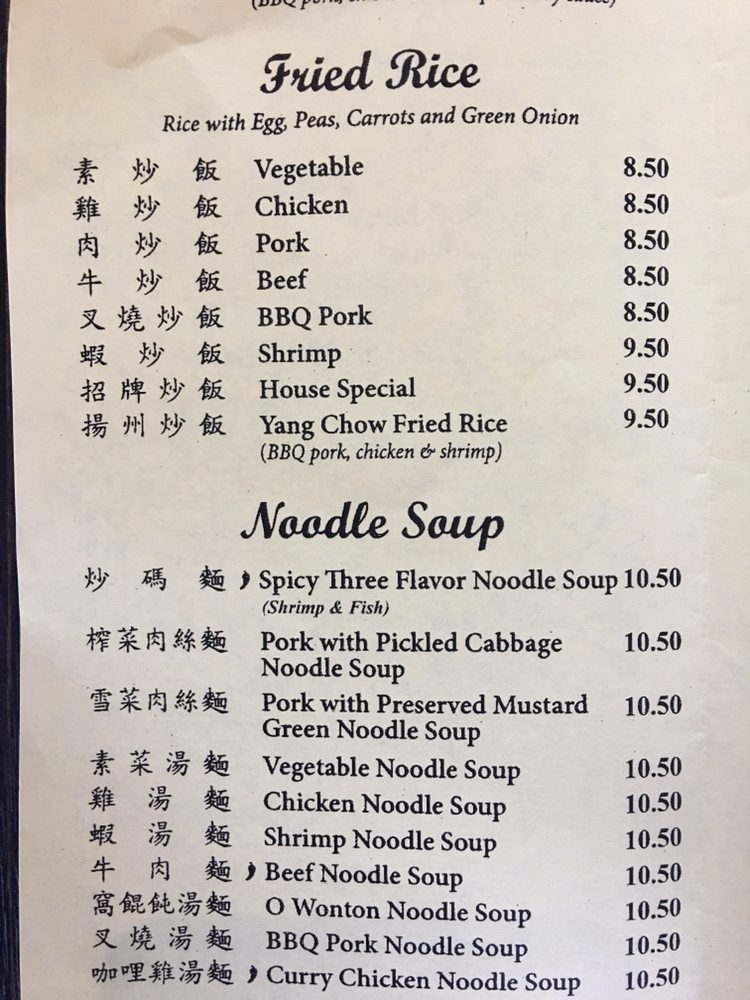 (BBQ pork,
Fried Rice
Rice with Egg, Peas, Carrots and Green Onion
素炒飯 Vegetable 8.50
雞炒飯 Chicken 8.50
肉炒飯 Pork 8.50
牛炒飯 Beef 8.50
叉燒炒飯 BBQ Pork 8.50
蝦炒飯 Shrimp 9.50
招牌炒飯 House Special 9.50
揚州炒飯 Yang Chow Fried Rice 9.50
(BBQ pork, chicken & shrimp)
Noodle Soup
炒碼麵 Spicy Three Flavor Noodle Soup 10.50
(Shrimp & Fish)
榨菜肉絲麵 Pork with Pickled Cabbage 10.50
Noodle Soup
雪菜肉絲麵 Pork with Preserved Mustard 10.50
Green Noodle Soup
素菜湯麵 Vegetable Noodle Soup 10.50
雞湯麵 Chicken Noodle Soup 10.50
蝦湯麵 Shrimp Noodle Soup 10.50
牛肉麵 Beef Noodle Soup 10.50
窩餛飩湯麵 O Wonton Noodle Soup 10.50
叉燒湯麵 BBQ Pork Noodle Soup 10.50
咖哩雞湯麵 Curry Chicken Noodle Soup 10.50